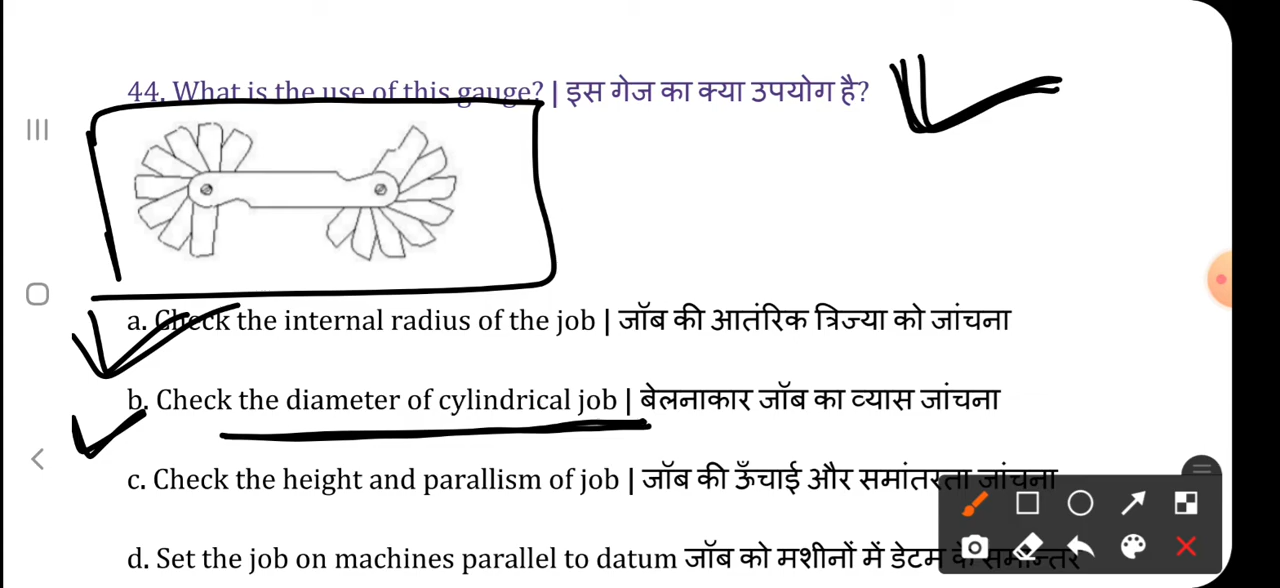 44. What is the use of this gauge? | इस गेज का क्या उपयोग है?
a. Check the internal radius of the job | जॉब की आतंरिक त्रिज्या को जांचना
b. Check the diameter of cylindrical job | बेलनाकार जॉब का व्यास जांचना
c. Check the height and parallism of job | जॉब की ऊँचाई और समांतरता जांचना
d. Set the job on machines parallel to datum जॉब को मशीनों में डेटम के समान्तर